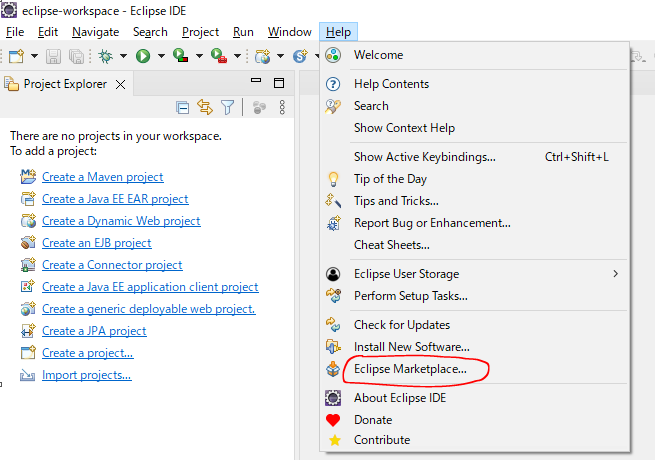 eclipse-workspace - Eclipse IDE
File Edit Navigate Search Project Run Window Help
Project Explorer
There are no projects in your workspace.
To add a project:
Create a Maven project
Create a Java EE EAR project
Create a Dynamic Web project
Create an EJB project
Create a Connector project
Create a Java EE application client project
Create a generic deployable web project.
Create a JPA project
Create a project...
Import projects...
Welcome
Help Contents
Search
Show Context Help
Show Active Keybindings... Ctrl+Shift+L
Tip of the Day
Tips and Tricks...
Report Bug or Enhancement...
Cheat Sheets...
Eclipse User Storage
Perform Setup Tasks...
Check for Updates
Install New Software...
Eclipse Marketplace...
About Eclipse IDE
Donate
Contribute